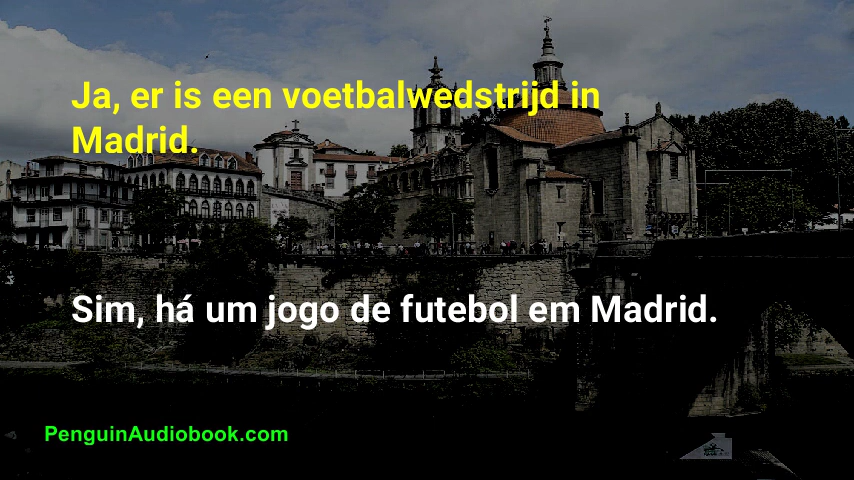 Ja, er is een voetbalwedstrijd in
Madrid.
Sim, há um jogo de futebol em Madrid.
PenguinAudiobook.com